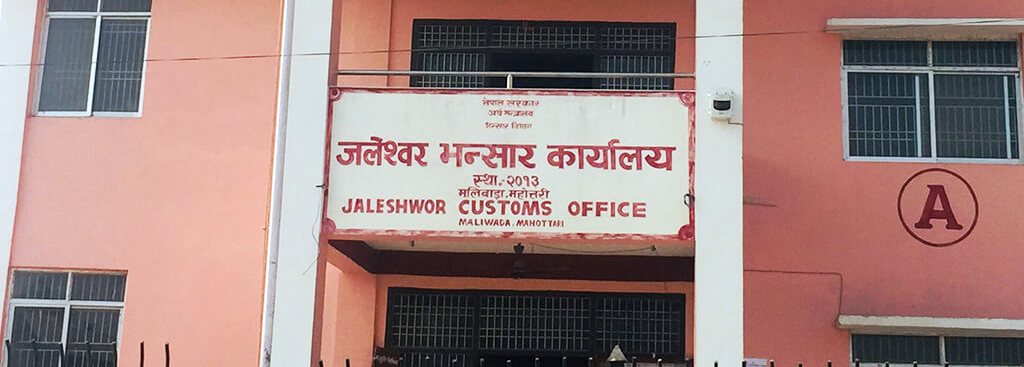 नेपाल सरकार
अर्थ मन्त्रालय
भन्सार विभाग
जलेश्वर भन्सार कार्यालय
स्था.-२०१३
मलिवाडा, महोत्तरी
JALESHWOR CUSTOMS OFFICE
MALIWADA, MAHOTTARI
A